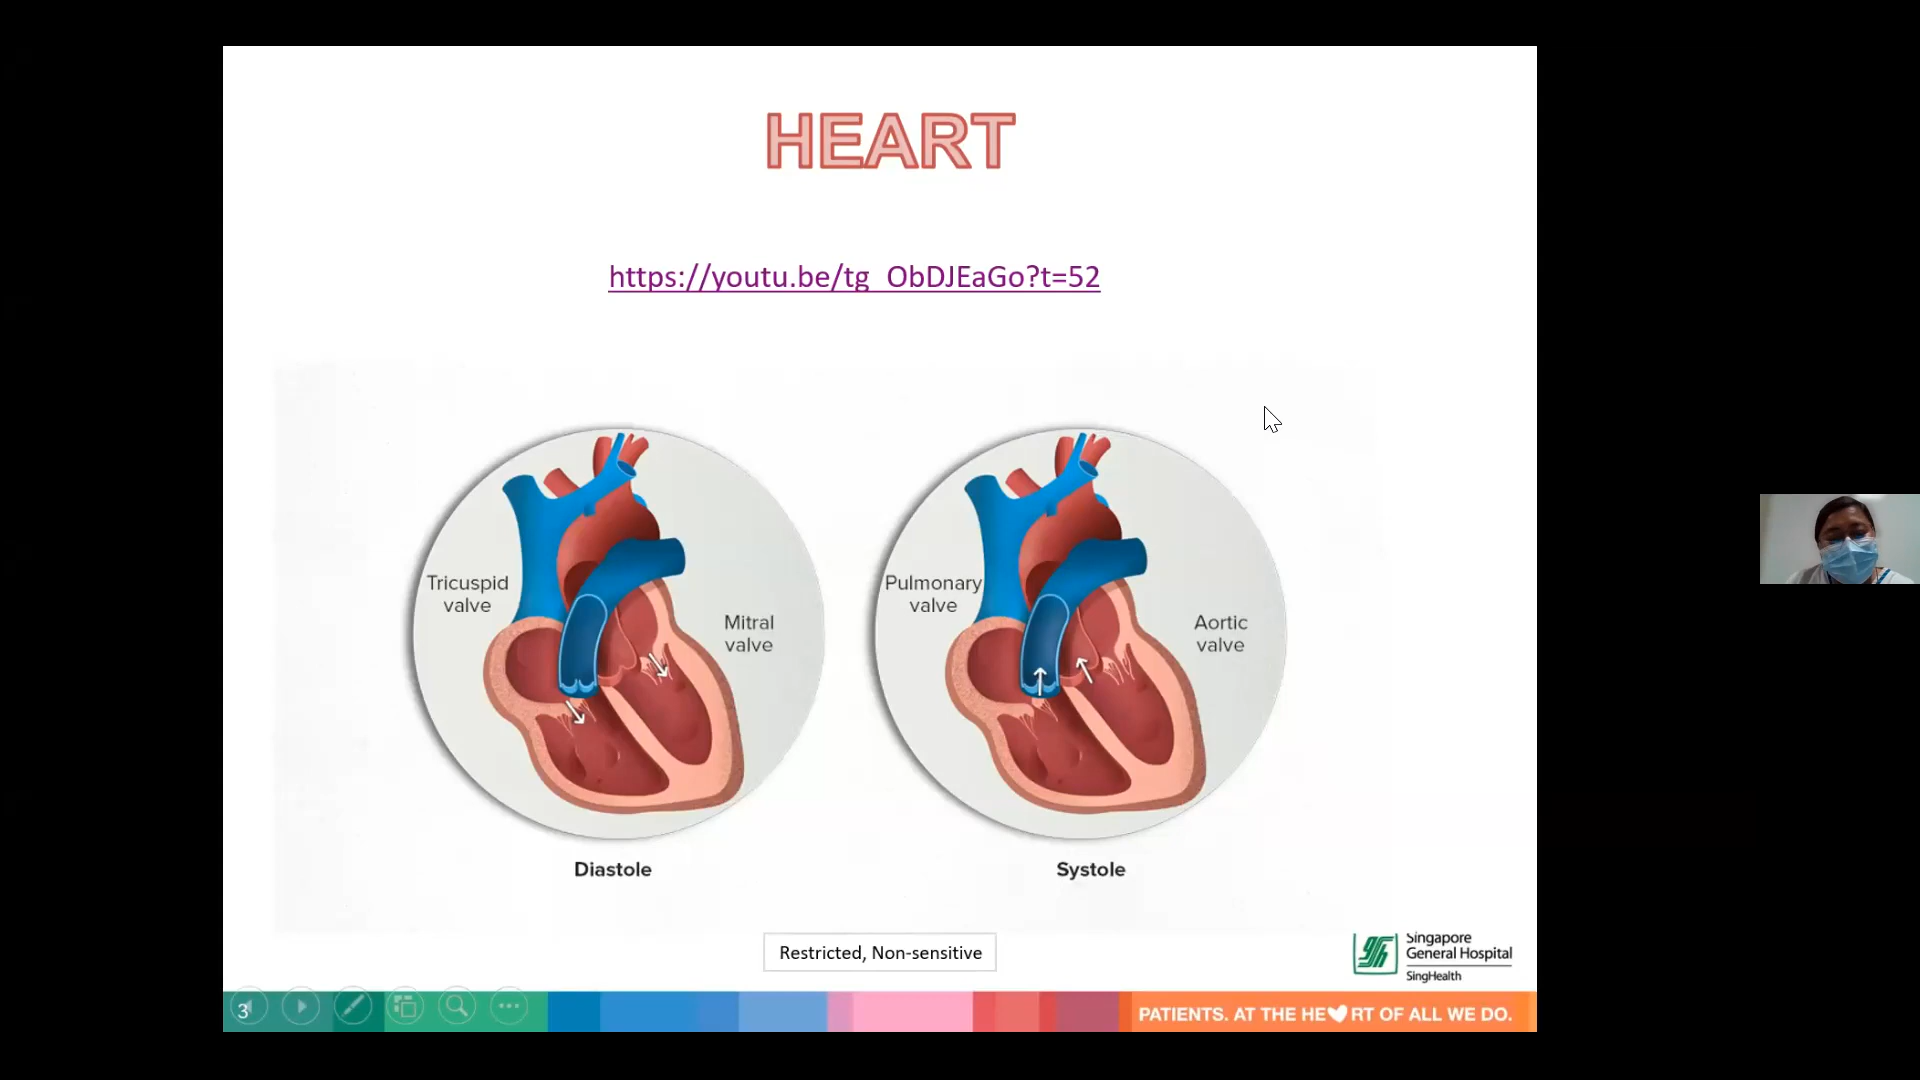 HEART
https://youtu.be/tg_ObDJEaGo?t=52
Tricuspid
valve
Mitral
valve
Pulmonary
valve
Aortic
valve
Diastole
Systole
Restricted, Non-sensitive
Singapore
General Hospital
SingHealth
3
PATIENTS. AT THE HE♥RT OF ALL WE DO.